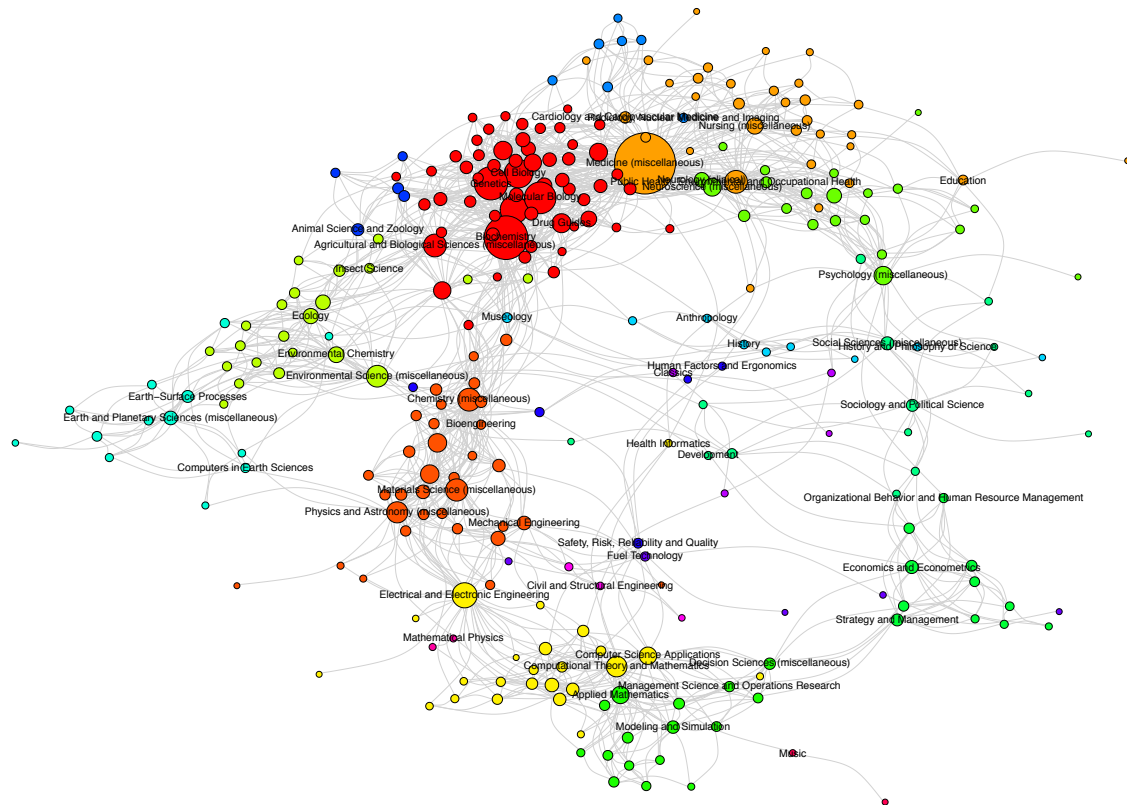 Cardiology and Cardiovascular Medicine
Radiology, Nuclear Medicine and Imaging
Nursing (miscellaneous)
Medicine (miscellaneous)
Cell Biology
Genetics
Public Health, Environmental and Occupational Health
Neurology (clinical)
Neuroscience (miscellaneous)
Education
Molecular Biology
Drug Guides
Animal Science and Zoology
Biochemistry
Agricultural and Biological Sciences (miscellaneous)
Insect Science
Psychology (miscellaneous)
Ecology
Museology
Anthropology
History
Social Sciences (miscellaneous)
History and Philosophy of Science
Environmental Chemistry
Human Factors and Ergonomics
Classics
Environmental Science (miscellaneous)
Earth−Surface Processes
Chemistry (miscellaneous)
Sociology and Political Science
Earth and Planetary Sciences (miscellaneous)
Bioengineering
Health Informatics
Development
Computers in Earth Sciences
Materials Science (miscellaneous)
Organizational Behavior and Human Resource Management
Physics and Astronomy (miscellaneous)
Mechanical Engineering
Safety, Risk, Reliability and Quality
Fuel Technology
Economics and Econometrics
Civil and Structural Engineering
Electrical and Electronic Engineering
Strategy and Management
Mathematical Physics
Computer Science Applications
Computational Theory and Mathematics
Decision Sciences (miscellaneous)
Management Science and Operations Research
Applied Mathematics
Modeling and Simulation
Music